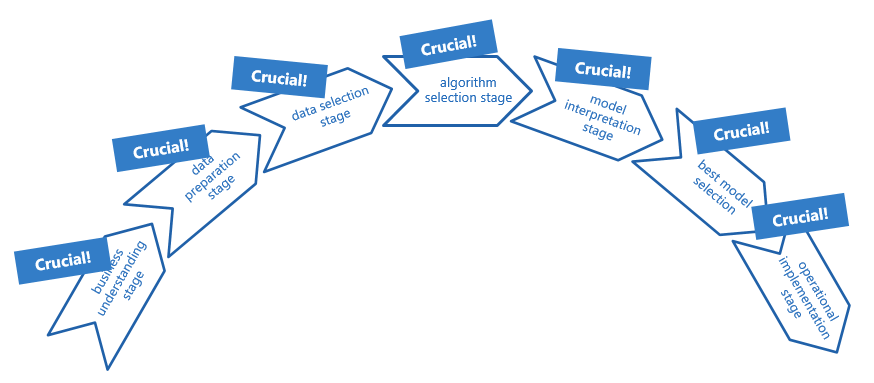 Crucial!
business
understanding
stage
Crucial!
data
preparation
stage
Crucial!
data selection
stage
Crucial!
algorithm
selection stage
Crucial!
model
interpretation
stage
Crucial!
best model
selection
Crucial!
operational
implementation
stage